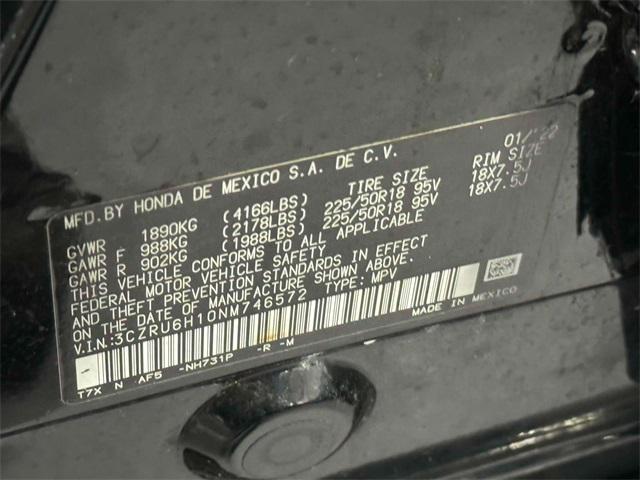 MFD. BY HONDA DE MEXICO S.A. DE C.V. 01/'22
GVWR 1890KG (4166LBS) TIRE SIZE RIM SIZE
GAWR F 988KG (2178LBS) 225/50R18 95V 18X7.5J
GAWR R 902KG (1988LBS) 225/50R18 95V 18X7.5J
THIS VEHICLE CONFORMS TO ALL APPLICABLE
FEDERAL MOTOR VEHICLE SAFETY
AND THEFT PREVENTION STANDARDS IN EFFECT
ON THE DATE OF MANUFACTURE SHOWN ABOVE.
V.I.N.:3CZRU6H10NM746572 TYPE: MPV
MADE IN MEXICO
T7X N AF5 -NH731P -R -M